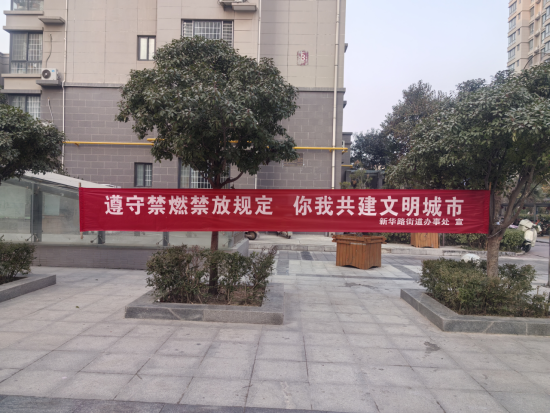 遵守禁燃禁放规定 你我共建文明城市
新华路街道办事处 宣